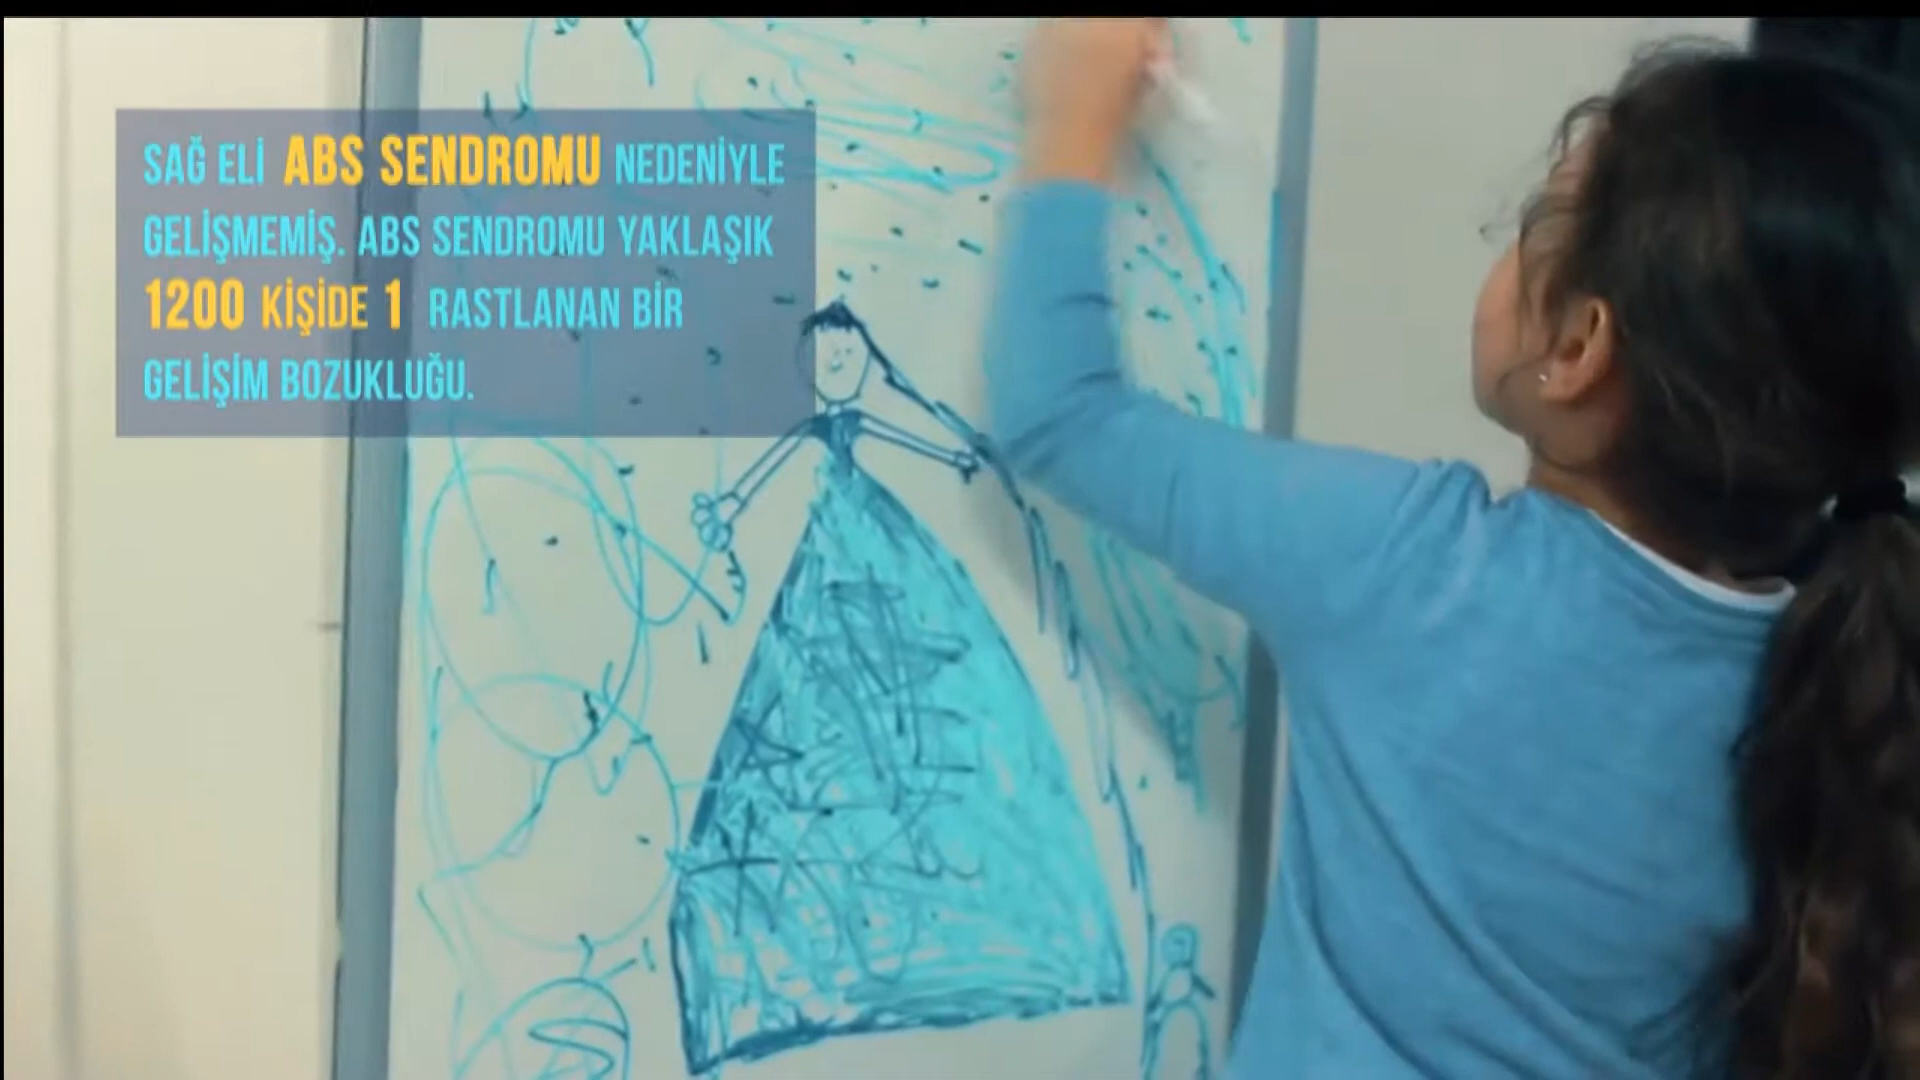 SAĞ ELİ ABS SENDROMU NEDENİYLE
GELİŞMEMİŞ. ABS SENDROMU YAKLAŞIK
1200 KİŞİDE 1 RASTLANAN BİR
GELİŞİM BOZUKLUĞU.